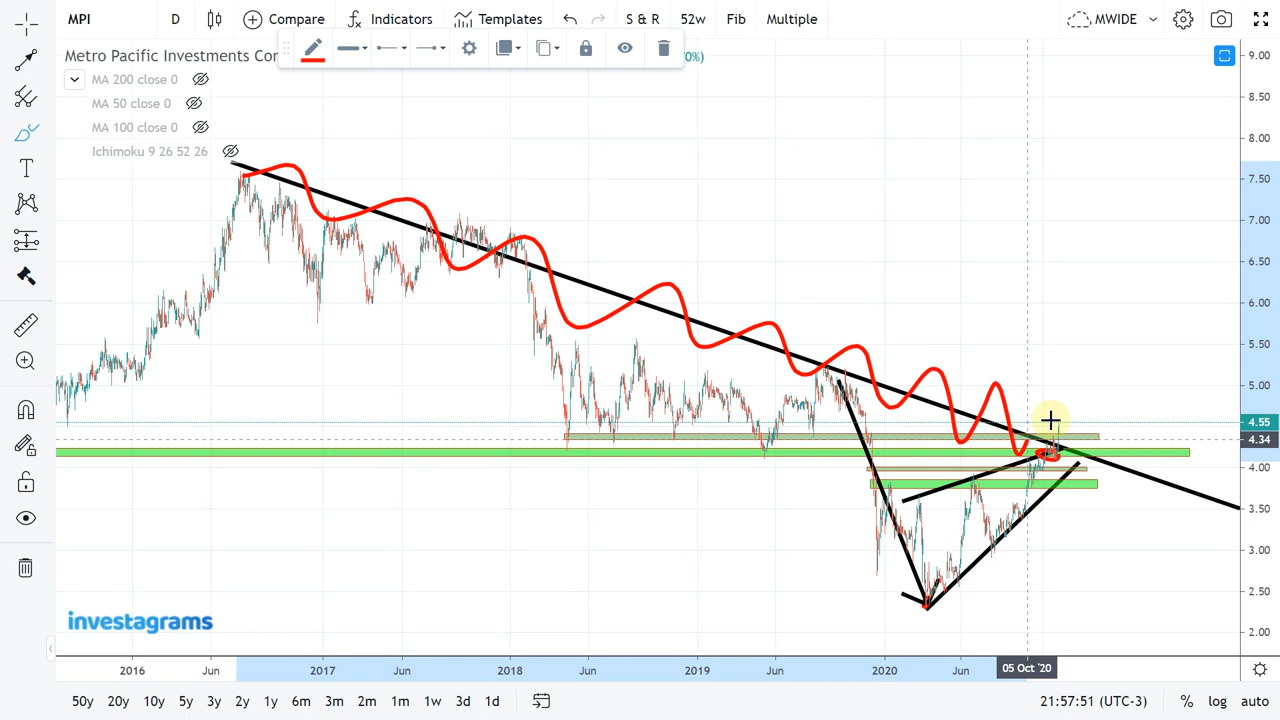 MPI D Compare Indicators Templates S & R 52w Fib Multiple MWIDE
Metro Pacific Investments Cor 0%)
MA 200 close 0
MA 50 close 0
MA 100 close 0
Ichimoku 9 26 52 26
9.00
8.50
8.00
7.50
7.00
6.50
6.00
5.50
5.00
4.55
4.34
4.00
3.50
3.00
2.50
2.00
investagrams
2016 Jun 2017 Jun 2018 Jun 2019 Jun 2020 Jun 05 Oct '20
50y 20y 10y 5y 3y 2y 1y 6m 3m 2m 1m 1w 3d 1d 21:57:51 (UTC-3) % log auto